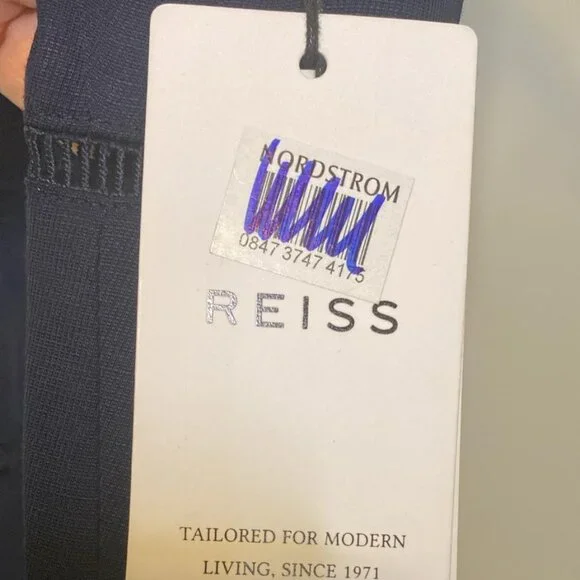 NORDSTROM
0847 3747 4175
REISS
TAILORED FOR MODERN
LIVING, SINCE 1971